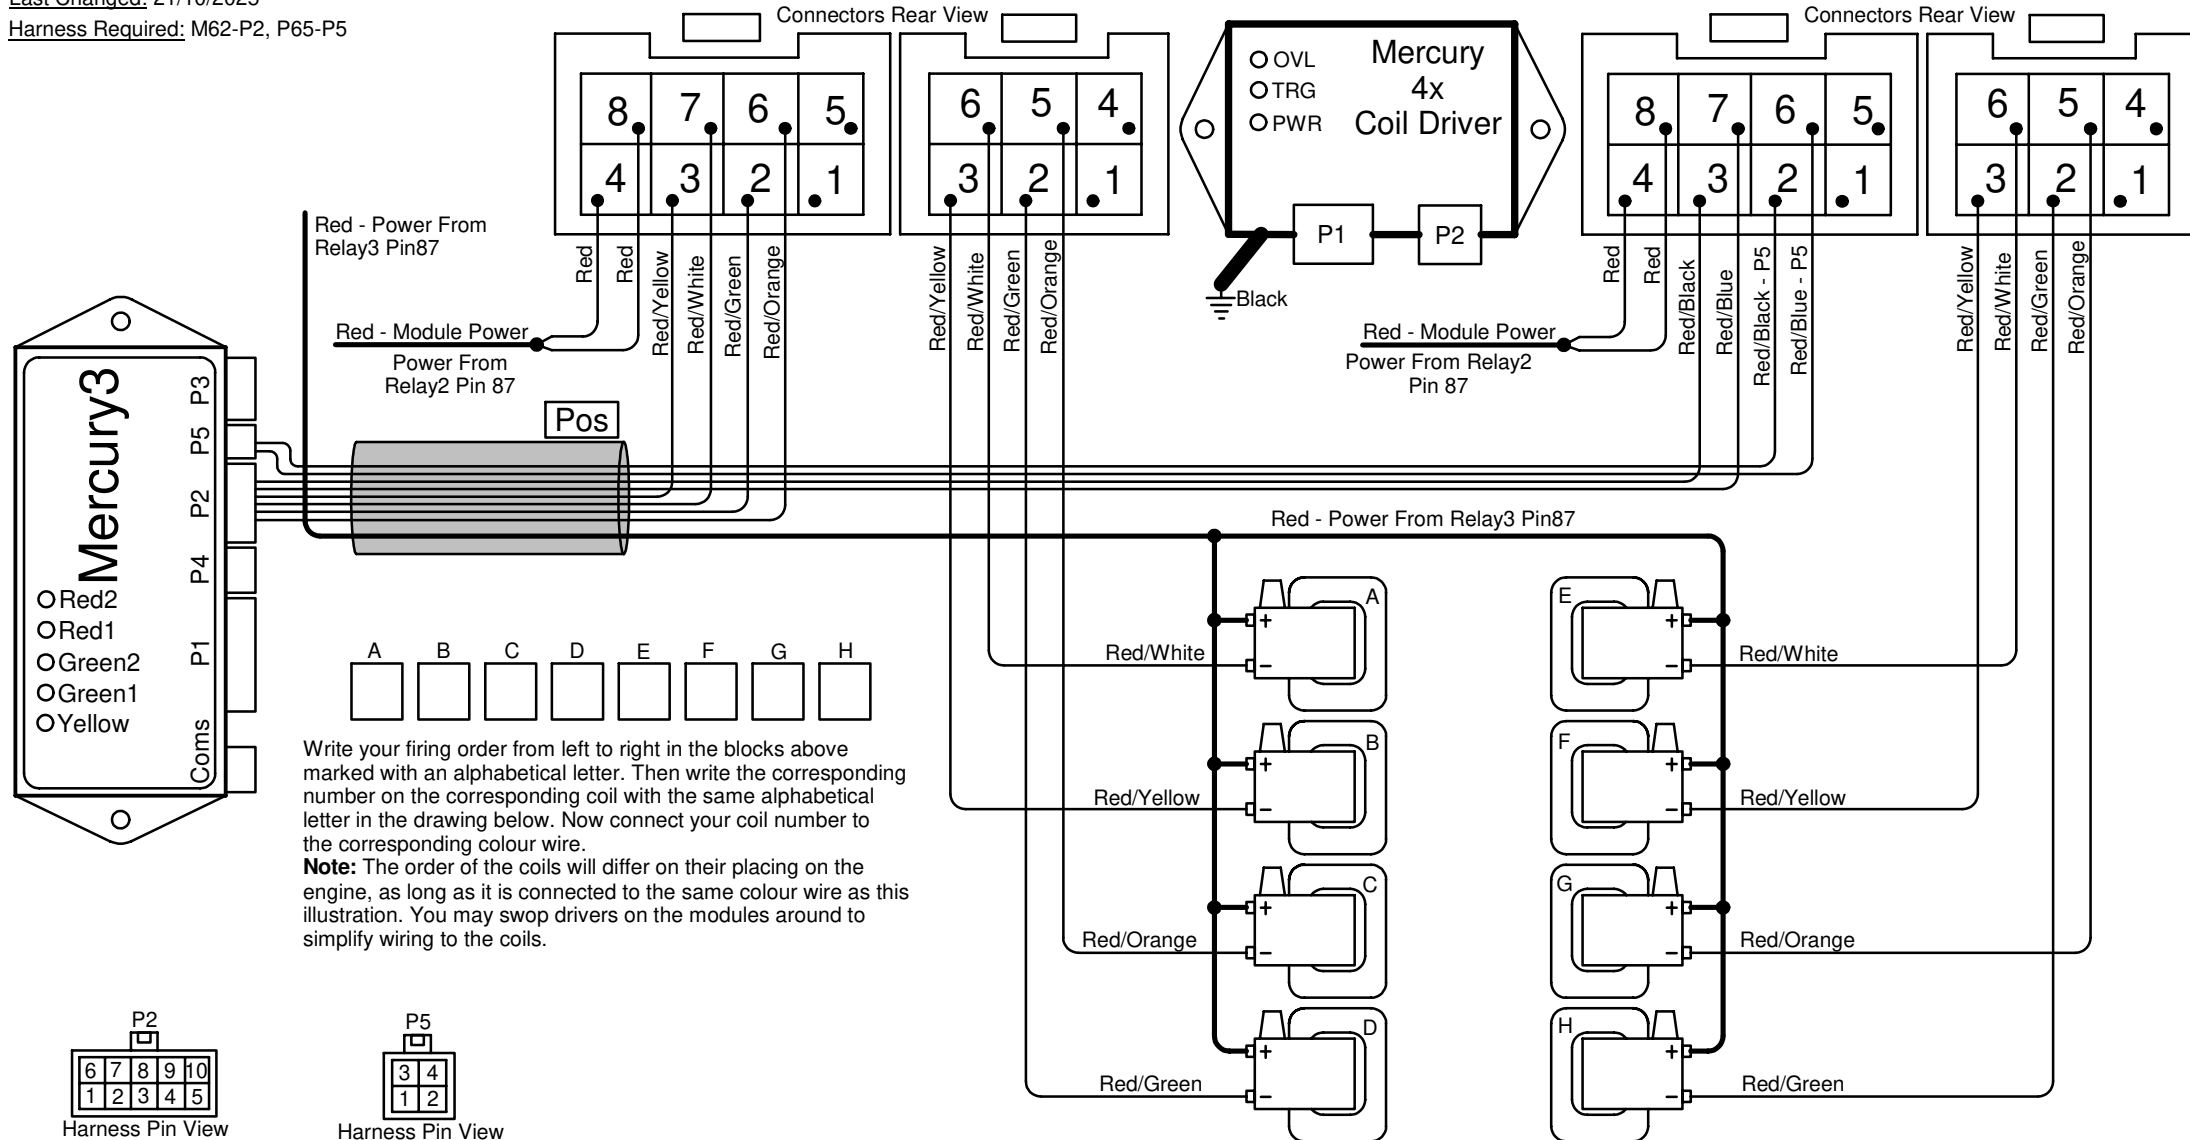 Harness Required: M62-P2, P65-P5
Connectors Rear View
8 7 6 5
4 3 2 1
6 5 4
3 2 1
OVL
TRG
PWR
Mercury
4x
Coil Driver
P1
P2
Black
Connectors Rear View
8 7 6 5
4 3 2 1
6 5 4
3 2 1
Red - Power From
Relay3 Pin87
Red
Red
Red/Yellow
Red/White
Red/Green
Red/Orange
Red - Module Power
Power From
Relay2 Pin 87
Red/Yellow
Red/White
Red/Green
Red/Orange
Red
Red
Red/Black
Red/Blue
Red/Black - P5
Red/Blue - P5
Red - Module Power
Power From Relay2
Pin 87
Red/Yellow
Red/White
Red/Green
Red/Orange
Pos
Mercury3
P3
P5
P2
P4
P1
Coms
Red2
Red1
Green2
Green1
Yellow
Red - Power From Relay3 Pin87
A B C D E F G H
Write your firing order from left to right in the blocks above
marked with an alphabetical letter. Then write the corresponding
number on the corresponding coil with the same alphabetical
letter in the drawing below. Now connect your coil number to
the corresponding colour wire.
Note: The order of the coils will differ on their placing on the
engine, as long as it is connected to the same colour wire as this
illustration. You may swop drivers on the modules around to
simplify wiring to the coils.
A
+
Red/White
−
B
+
Red/Yellow
−
C
+
Red/Orange
−
D
+
Red/Green
−
E
+
Red/White
−
F
+
Red/Yellow
−
G
+
Red/Orange
−
H
+
Red/Green
−
P2
6 7 8 9 10
1 2 3 4 5
Harness Pin View
P5
3 4
1 2
Harness Pin View